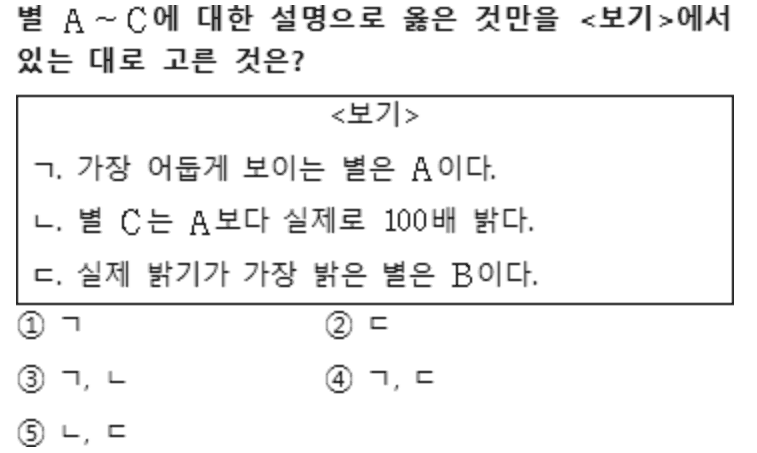 별 A ~ C에 대한 설명으로 옳은 것만을 <보기>에서
있는 대로 고른 것은?
<보기>
ㄱ. 가장 어둡게 보이는 별은 A이다.
ㄴ. 별 C는 A보다 실제로 100배 밝다.
ㄷ. 실제 밝기가 가장 밝은 별은 B이다.
① ㄱ ② ㄷ
③ ㄱ, ㄴ ④ ㄱ, ㄷ
⑤ ㄴ, ㄷ